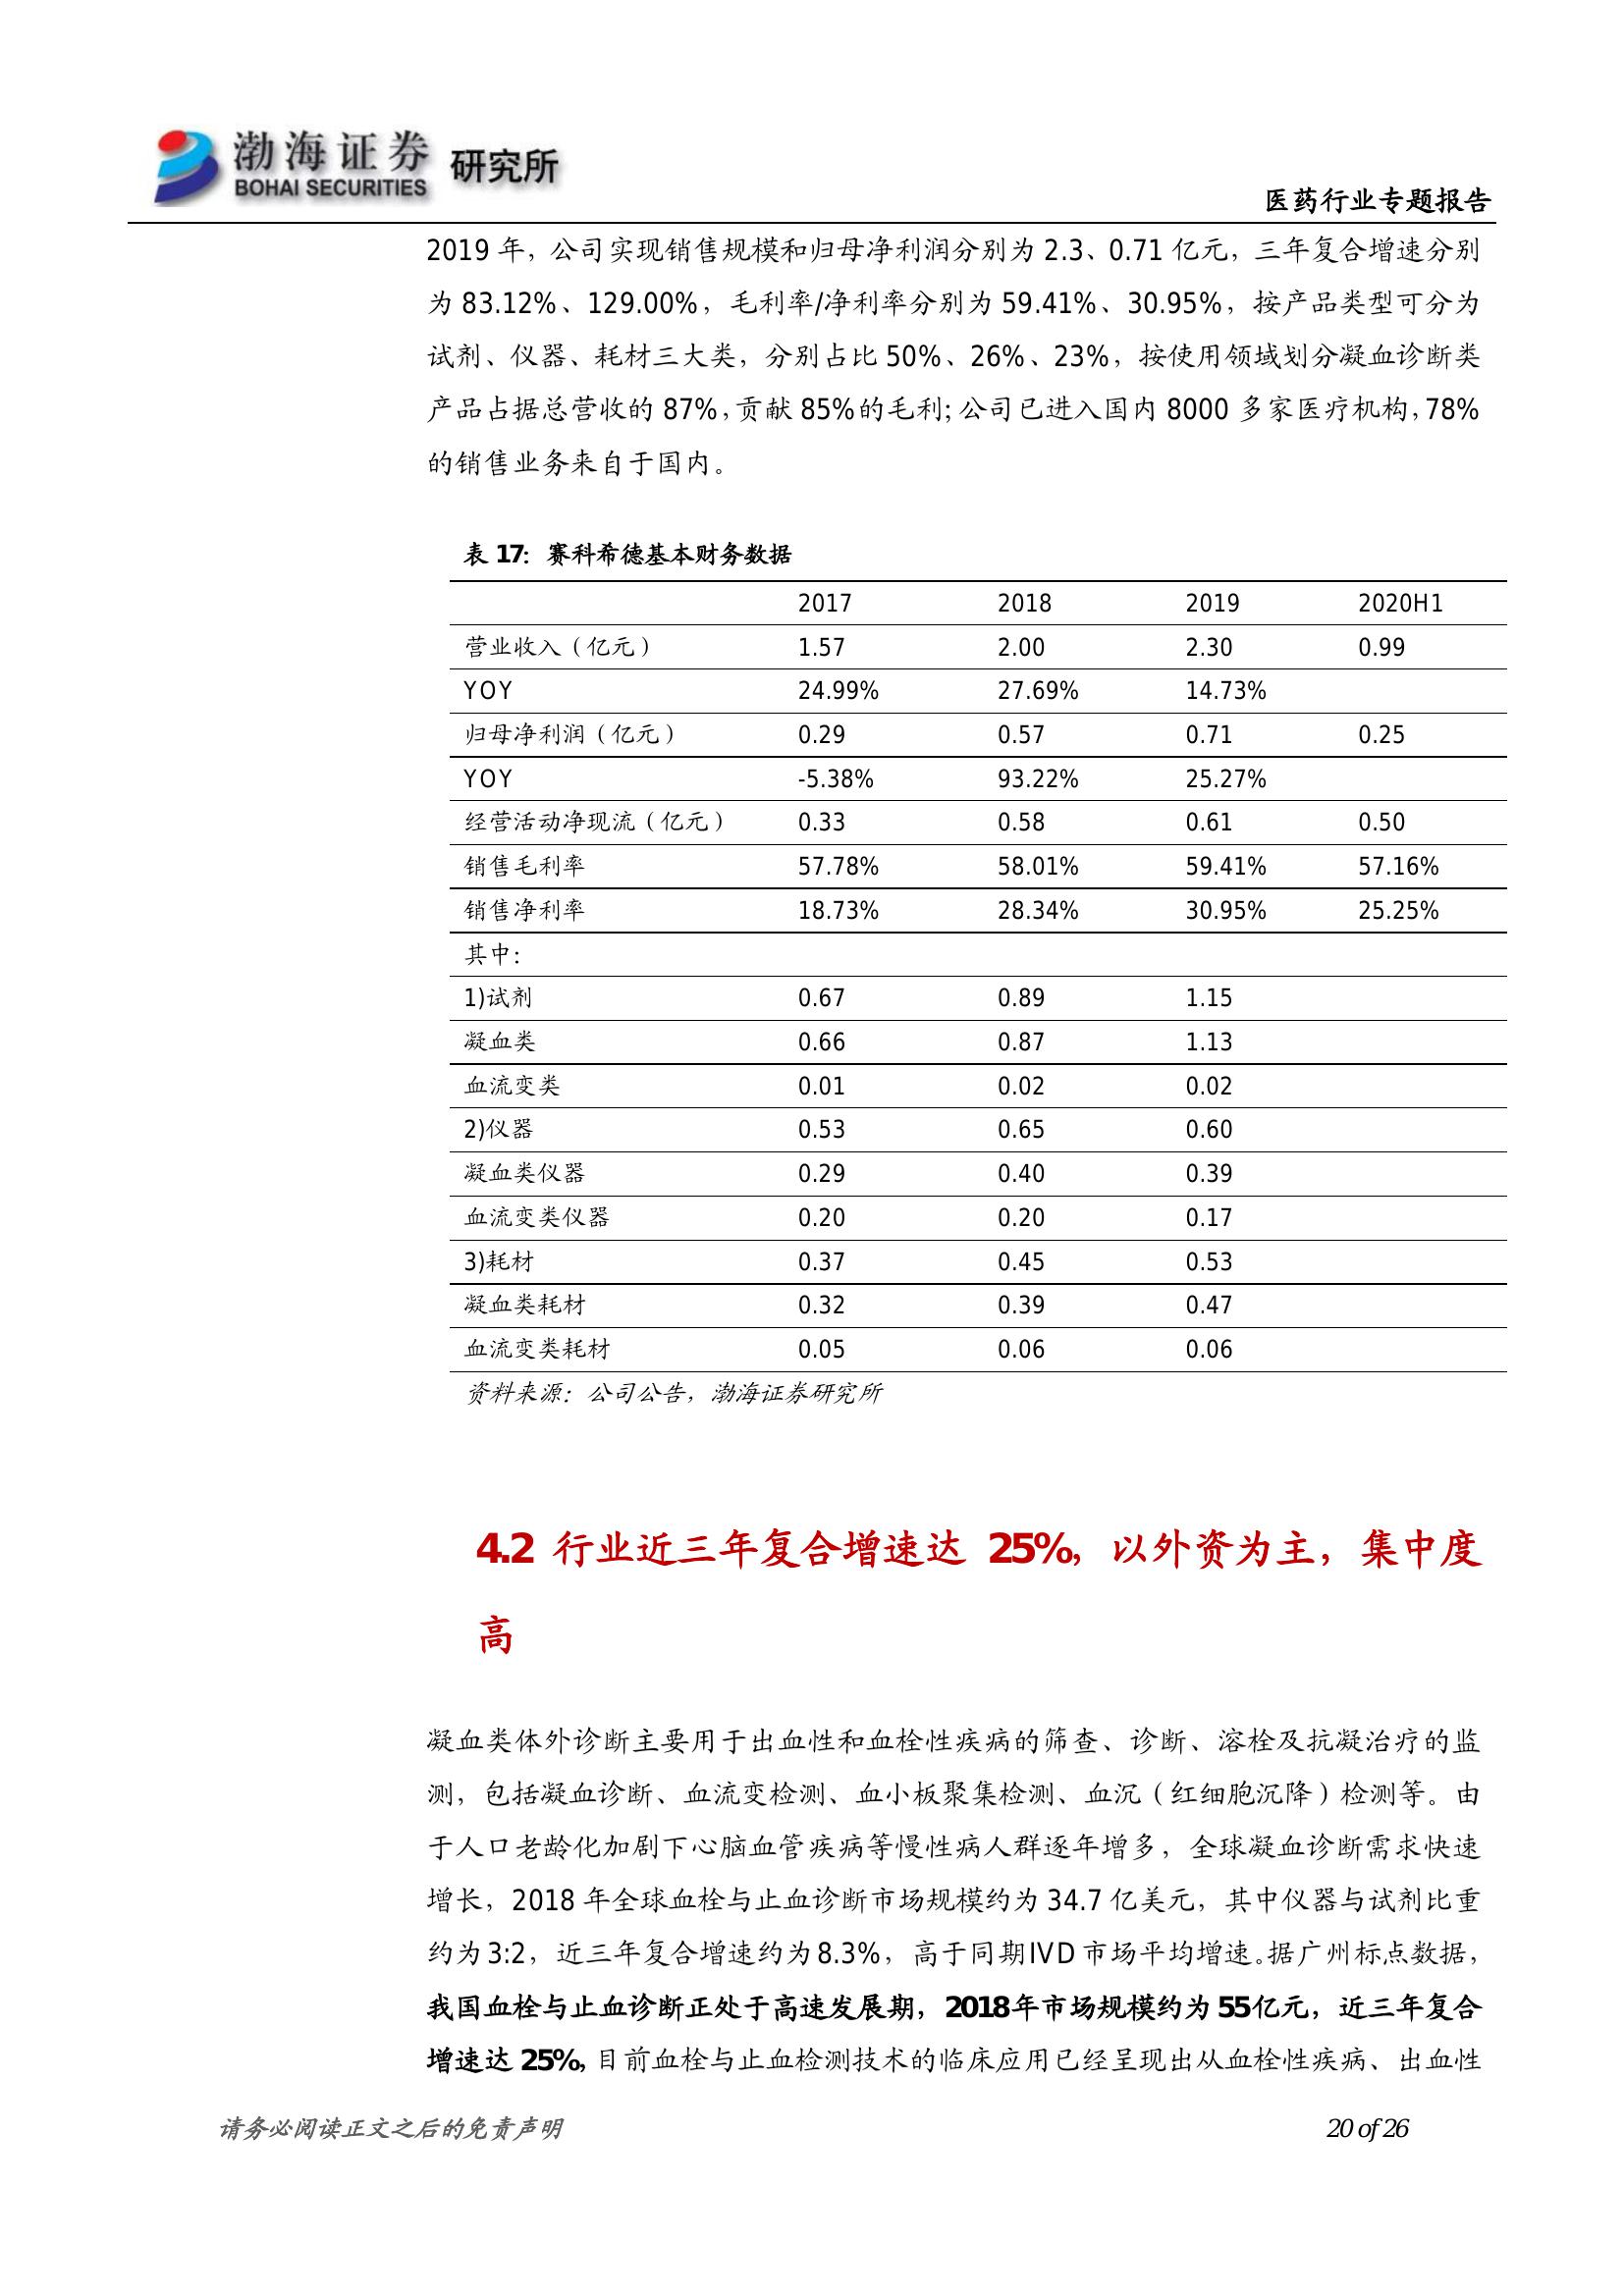 渤海证券 研究所
BOHAI SECURITIES
医药行业专题报告
2019 年，公司实现销售规模和归母净利润分别为 2.3、0.71 亿元，三年复合增速分别
为 83.12%、129.00%，毛利率/净利率分别为 59.41%、30.95%，按产品类型可分为
试剂、仪器、耗材三大类，分别占比 50%、26%、23%，按使用领域划分凝血诊断类
产品占据总营收的 87%，贡献 85%的毛利；公司已进入国内 8000 多家医疗机构，78%
的销售业务来自于国内。
表 17：赛科希德基本财务数据
2017 2018 2019 2020H1
营业收入（亿元） 1.57 2.00 2.30 0.99
YOY 24.99% 27.69% 14.73%
归母净利润（亿元） 0.29 0.57 0.71 0.25
YOY -5.38% 93.22% 25.27%
经营活动净现流（亿元） 0.33 0.58 0.61 0.50
销售毛利率 57.78% 58.01% 59.41% 57.16%
销售净利率 18.73% 28.34% 30.95% 25.25%
其中：
1)试剂 0.67 0.89 1.15
凝血类 0.66 0.87 1.13
血流变类 0.01 0.02 0.02
2)仪器 0.53 0.65 0.60
凝血类仪器 0.29 0.40 0.39
血流变类仪器 0.20 0.20 0.17
3)耗材 0.37 0.45 0.53
凝血类耗材 0.32 0.39 0.47
血流变类耗材 0.05 0.06 0.06
资料来源：公司公告，渤海证券研究所
4.2 行业近三年复合增速达 25%，以外资为主，集中度
高
凝血类体外诊断主要用于出血性和血栓性疾病的筛查、诊断、溶栓及抗凝治疗的监
测，包括凝血诊断、血流变检测、血小板聚集检测、血沉（红细胞沉降）检测等。由
于人口老龄化加剧下心脑血管疾病等慢性病人群逐年增多，全球凝血诊断需求快速
增长，2018 年全球血栓与止血诊断市场规模约为 34.7 亿美元，其中仪器与试剂比重
约为 3:2，近三年复合增速约为 8.3%，高于同期 IVD 市场平均增速。据广州标点数据，
我国血栓与止血诊断正处于高速发展期，2018 年市场规模约为 55 亿元，近三年复合
增速达 25%，目前血栓与止血检测技术的临床应用已经呈现出从血栓性疾病、出血性
请务必阅读正文之后的免责声明 20 of 26